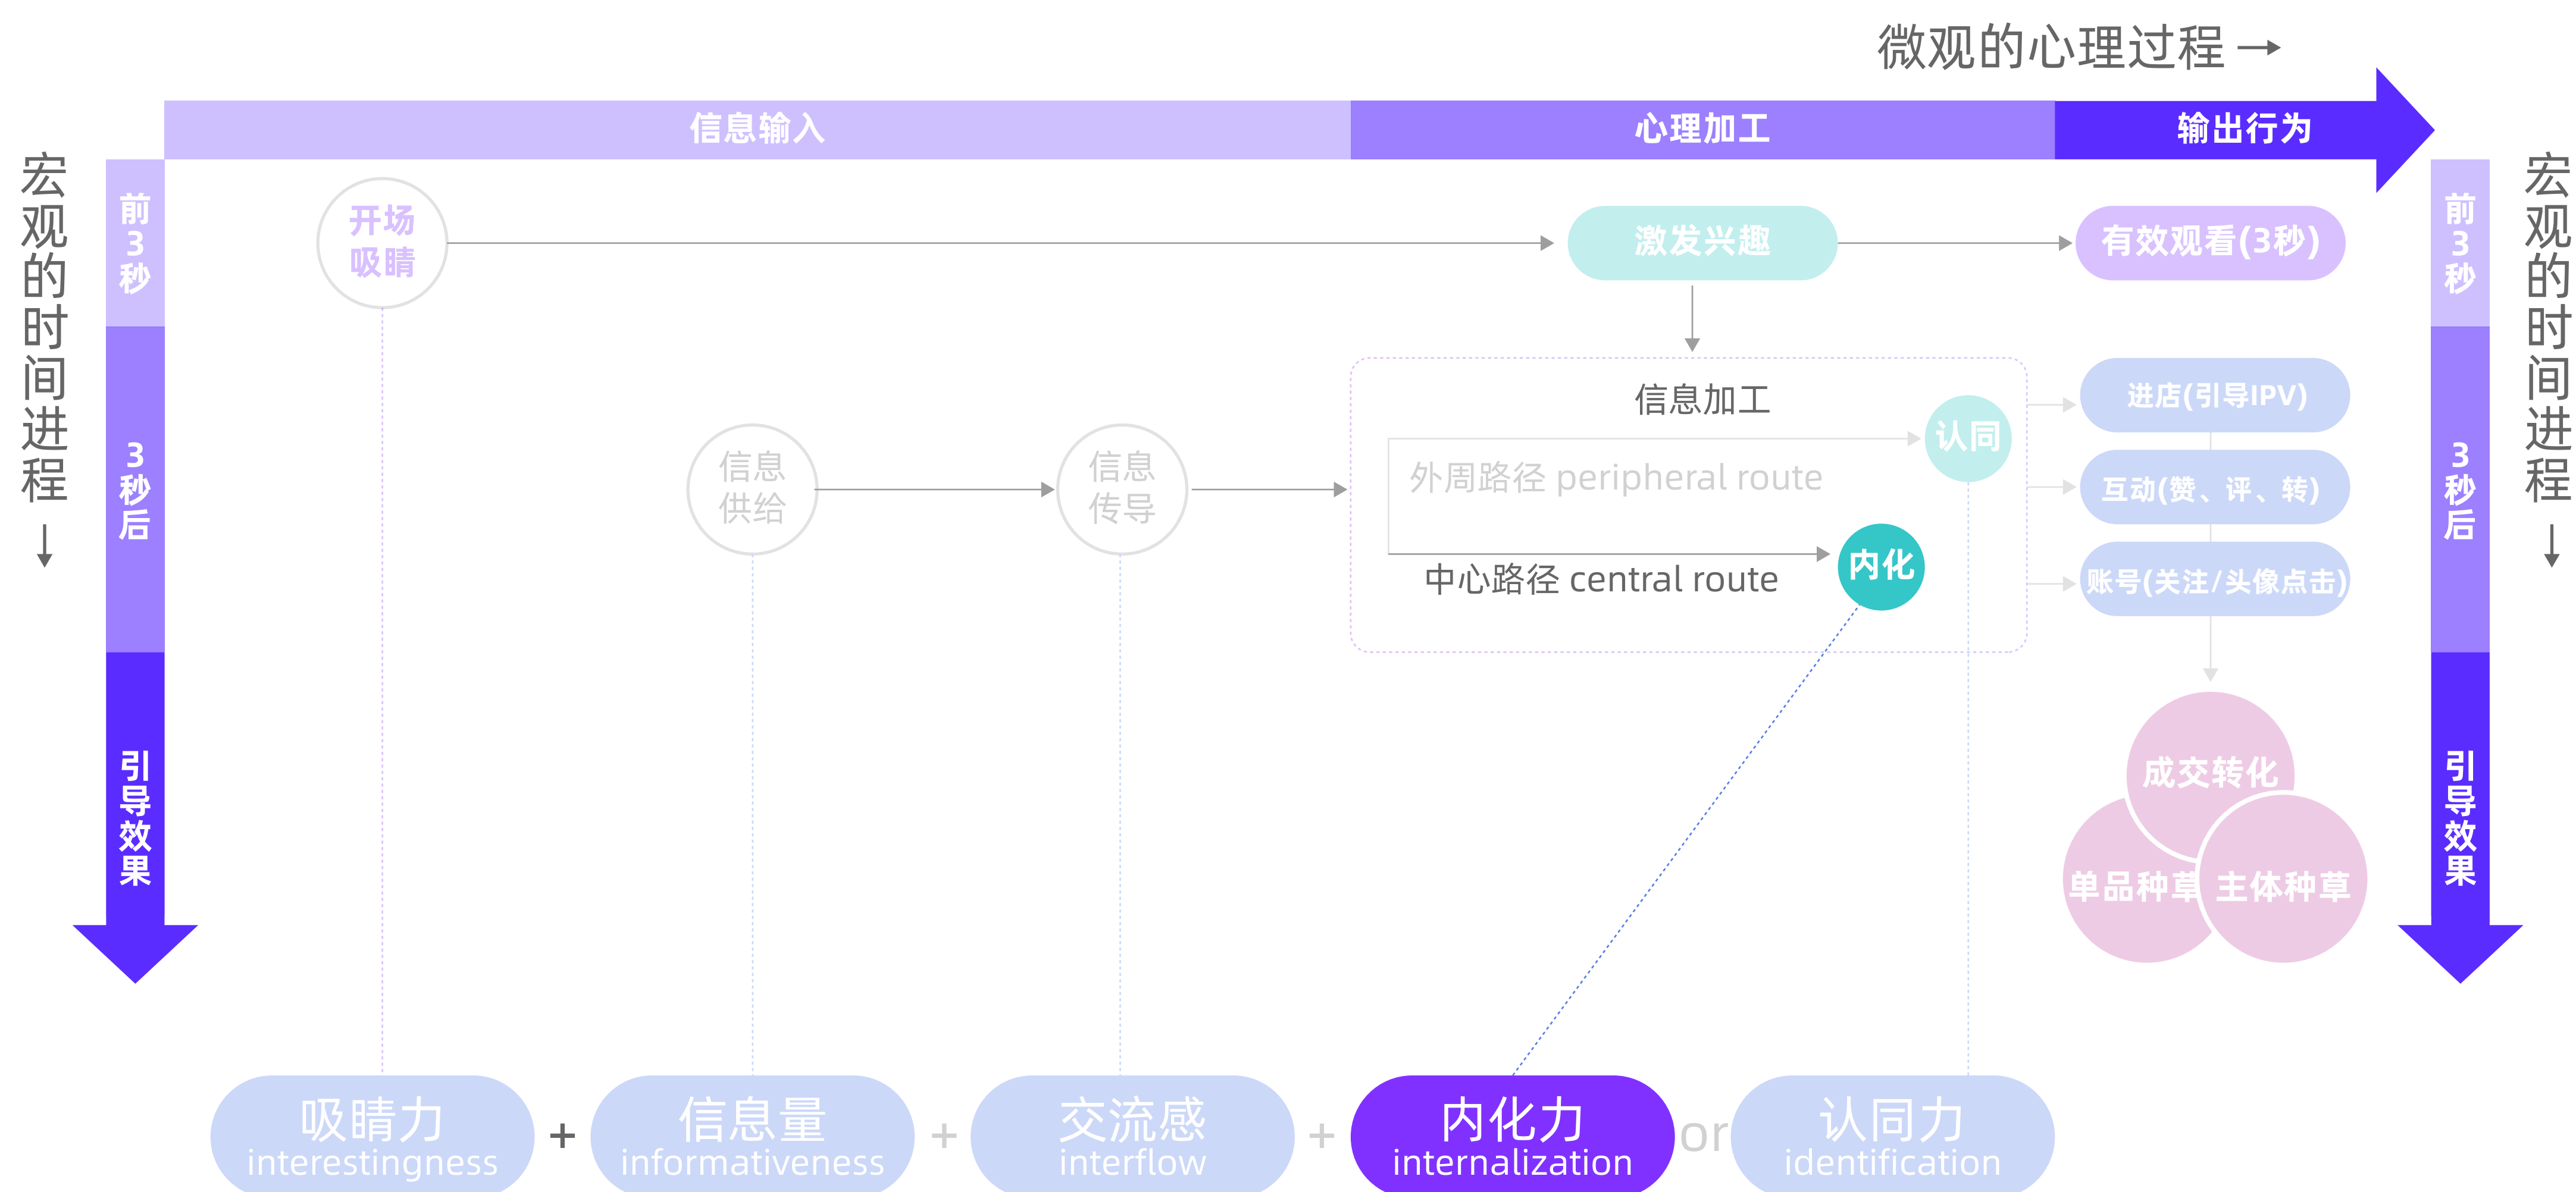 微观的心理过程
信息输入
心理加工
输出行为
宏观的时间进程
前3秒
3秒后
引导效果
开场
吸睛
激发兴趣
有效观看(3秒)
信息
供给
信息
传导
信息加工
认同
外周路径 peripheral route
内化
中心路径 central route
进店(引导IPV)
互动(赞、评、转)
账号(关注/头像点击)
成交转化
单品种草
主体种草
宏观的时间进程
前3秒
3秒后
引导效果
吸睛力
interestingness
+
信息量
informativeness
+
交流感
interflow
+
内化力
internalization
or
认同力
identification